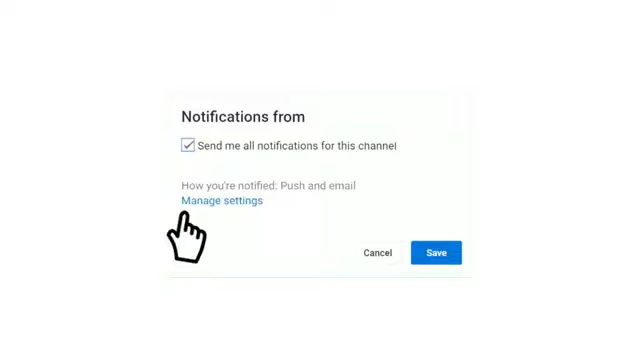 Notifications from
Send me all notifications for this channel
How you're notified: Push and email
Manage settings
Cancel
Save